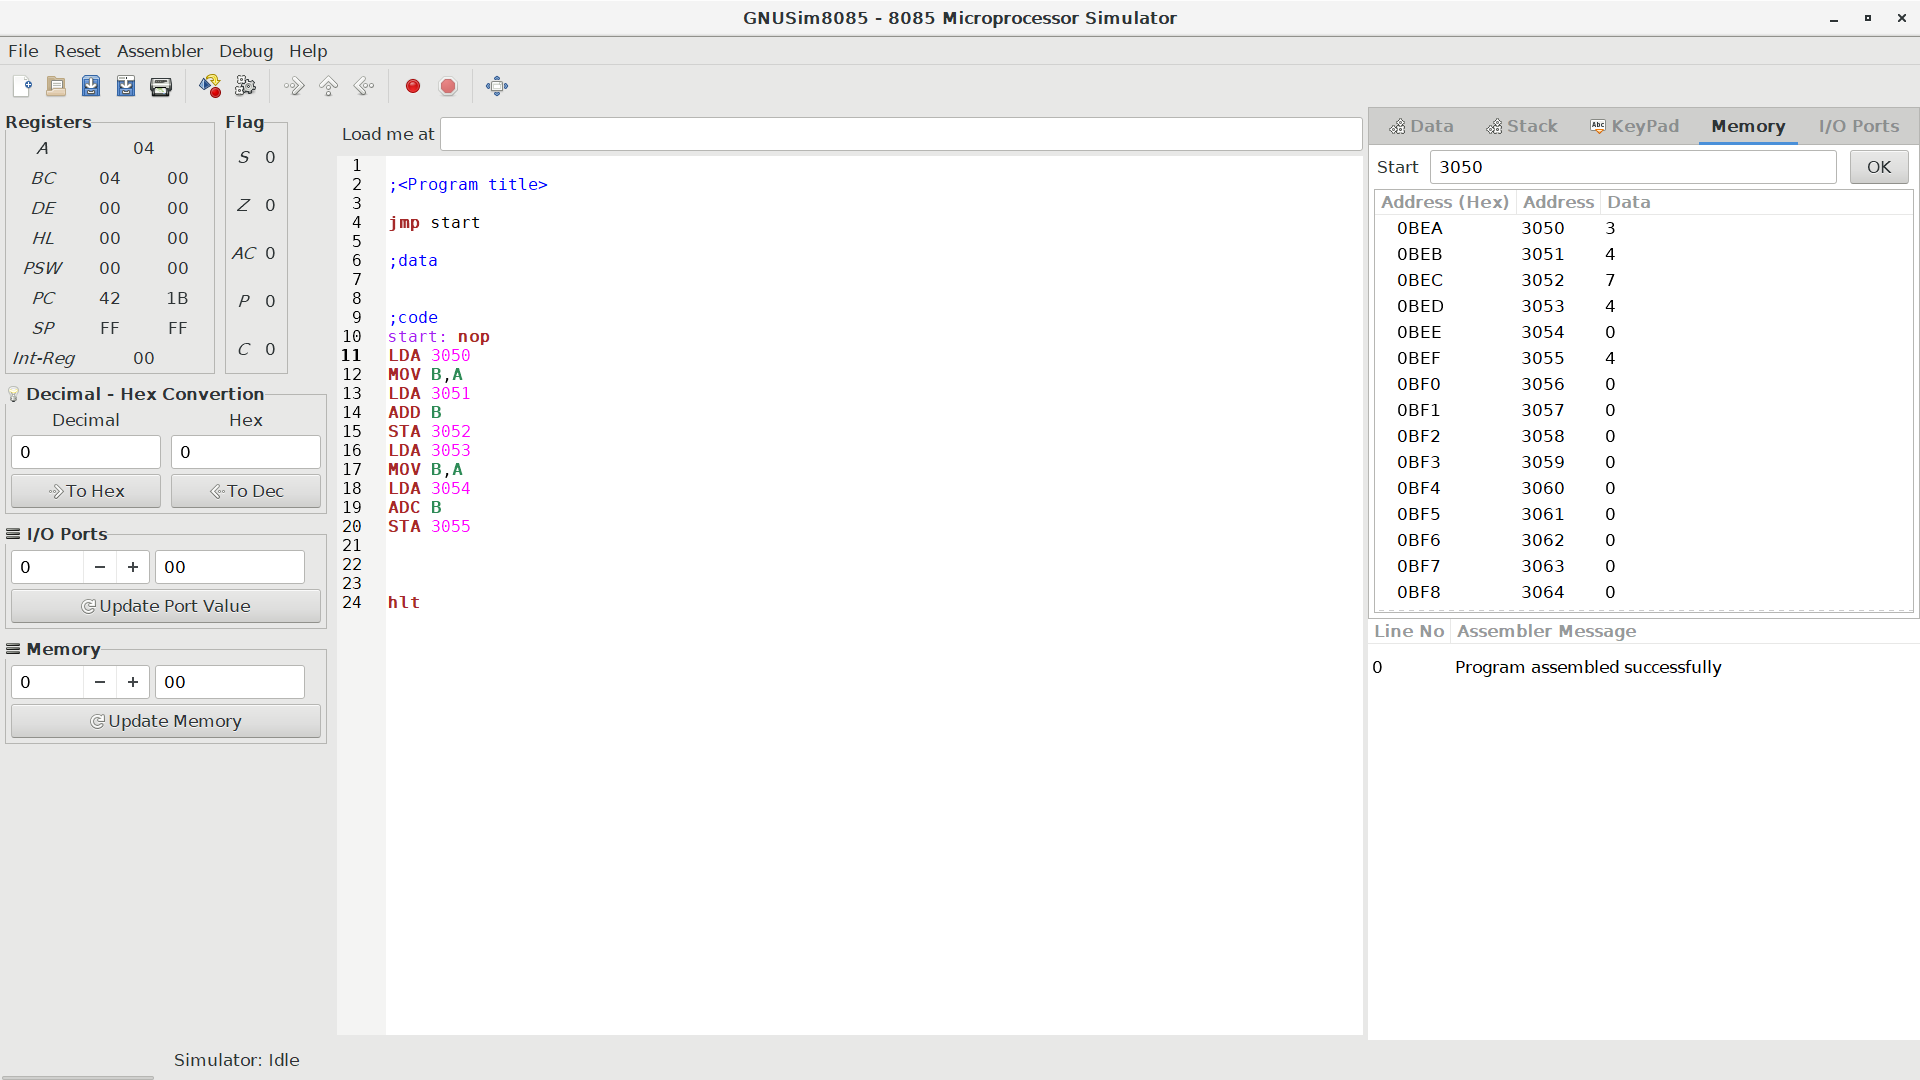 GNUSim8085 - 8085 Microprocessor Simulator
File Reset Assembler Debug Help
Registers
A 04
BC 04 00
DE 00 00
HL 00 00
PSW 00 00
PC 42 1B
SP FF FF
Int-Reg 00
Flag
S 0
Z 0
AC 0
P 0
C 0
Decimal - Hex Convertion
Decimal Hex
0 0
To Hex To Dec
I/O Ports
0 − + 00
Update Port Value
Memory
0 − + 00
Update Memory
Load me at
1
2 ;<Program title>
3
4 jmp start
5
6 ;data
7
8
9 ;code
10 start: nop
11 LDA 3050
12 MOV B,A
13 LDA 3051
14 ADD B
15 STA 3052
16 LDA 3053
17 MOV B,A
18 LDA 3054
19 ADC B
20 STA 3055
21
22
23
24 hlt
Data Stack Abc KeyPad Memory I/O Ports
Start 3050 OK
Address (Hex) Address Data
0BEA 3050 3
0BEB 3051 4
0BEC 3052 7
0BED 3053 4
0BEE 3054 0
0BEF 3055 4
0BF0 3056 0
0BF1 3057 0
0BF2 3058 0
0BF3 3059 0
0BF4 3060 0
0BF5 3061 0
0BF6 3062 0
0BF7 3063 0
0BF8 3064 0
Line No Assembler Message
0 Program assembled successfully
Simulator: Idle